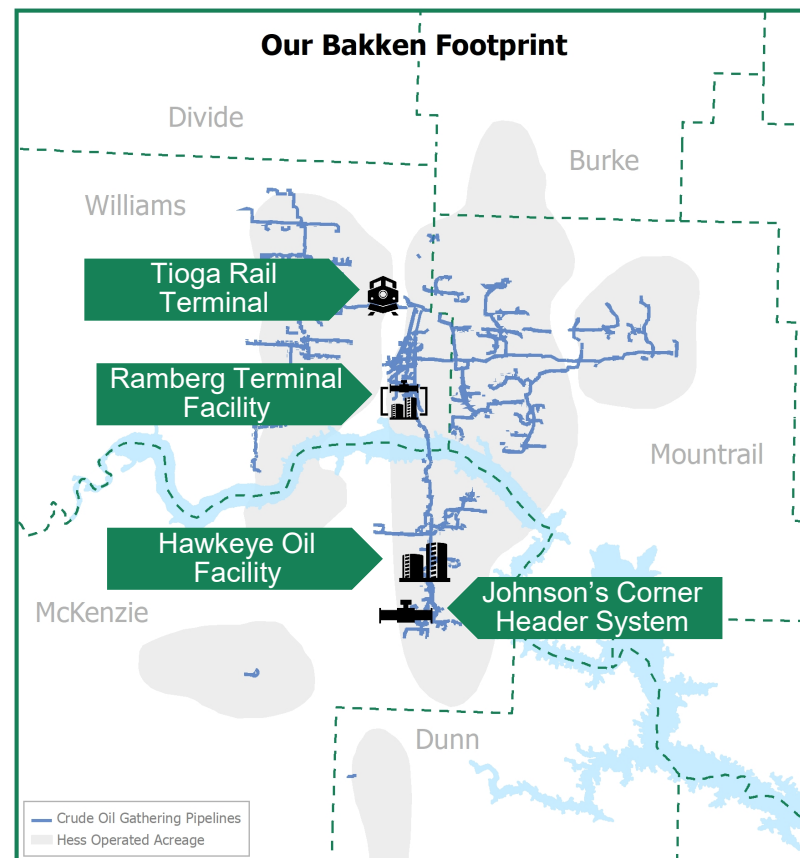 Our Bakken Footprint
Divide
Burke
Williams
Tioga Rail
Terminal
Ramberg Terminal
Facility
Mountrail
Hawkeye Oil
Facility
McKenzie
Johnson's Corner
Header System
Dunn
Crude Oil Gathering Pipelines
Hess Operated Acreage